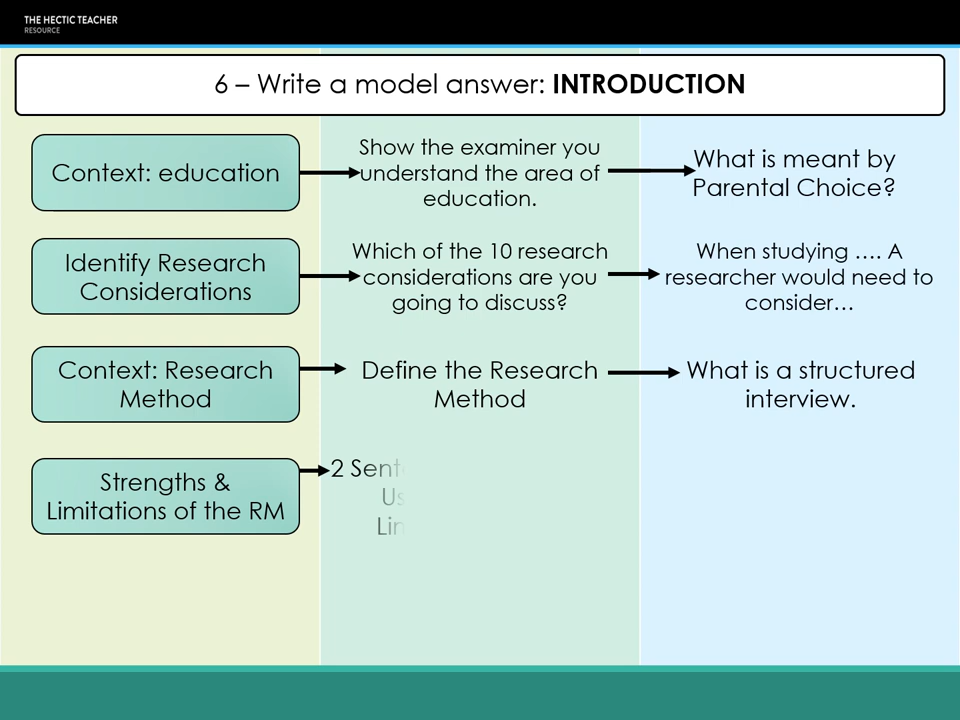 THE HECTIC TEACHER
RESOURCE
6 – Write a model answer: INTRODUCTION
Context: education
Show the examiner you
understand the area of
education.
What is meant by
Parental Choice?
Identify Research
Considerations
Which of the 10 research
considerations are you
going to discuss?
When studying …. A
researcher would need to
consider…
Context: Research
Method
Define the Research
Method
What is a structured
interview.
Strengths &
Limitations of the RM
2